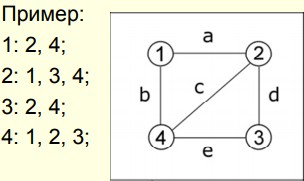 Пример:
1: 2, 4;
2: 1, 3, 4;
3: 2, 4;
4: 1, 2, 3;
a
1 2
b c d
4 3
e